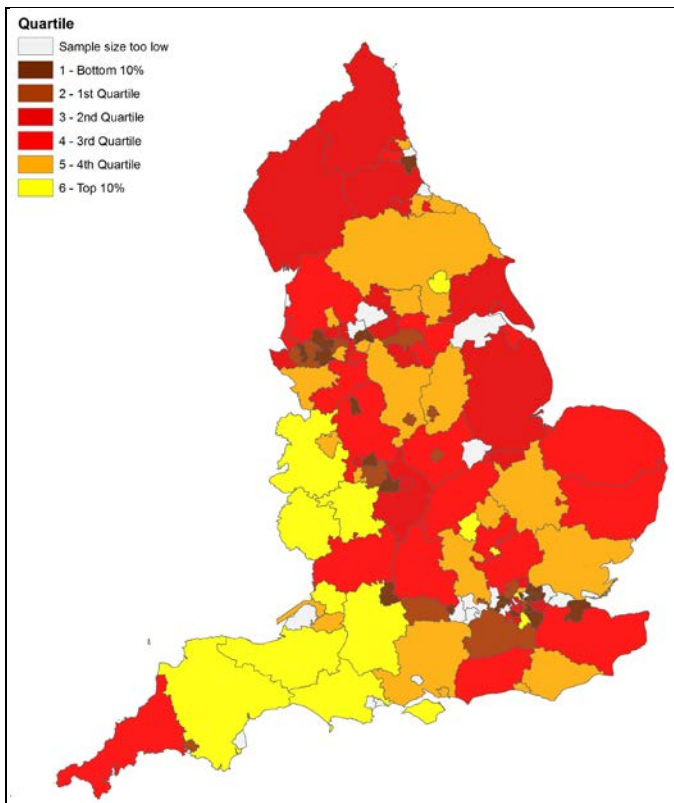 Quartile
Sample size too low
1 - Bottom 10%
2 - 1st Quartile
3 - 2nd Quartile
4 - 3rd Quartile
5 - 4th Quartile
6 - Top 10%